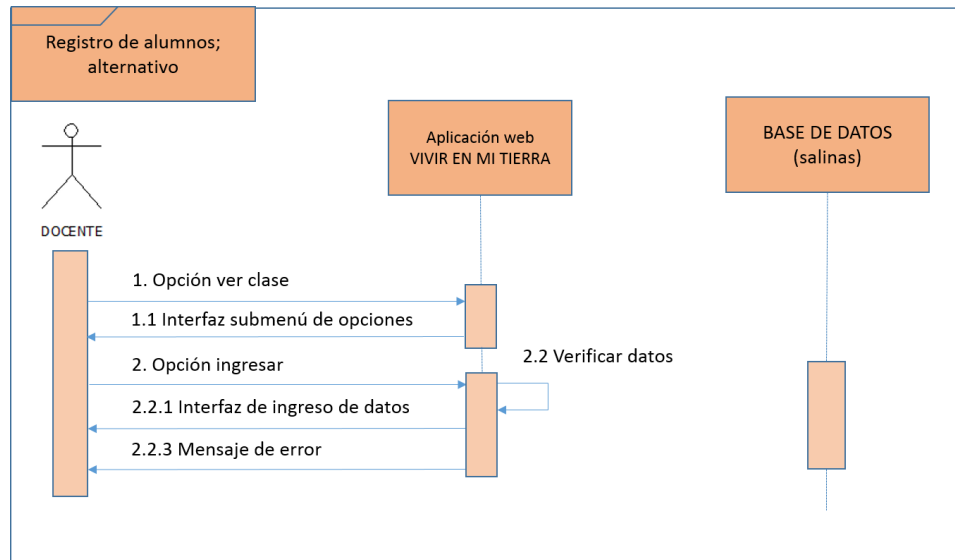 Registro de alumnos;
alternativo
Aplicación web
VIVIR EN MI TIERRA
BASE DE DATOS
(salinas)
DOCENTE
1. Opción ver clase
1.1 Interfaz submenú de opciones
2. Opción ingresar
2.2 Verificar datos
2.2.1 Interfaz de ingreso de datos
2.2.3 Mensaje de error